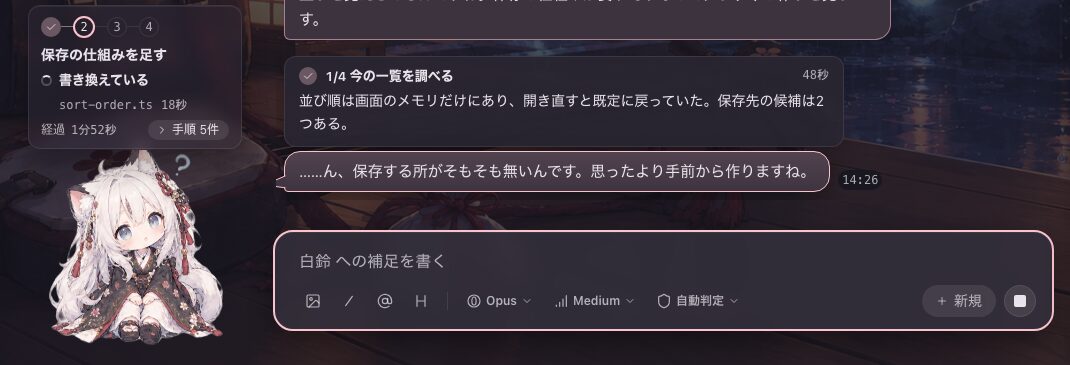 2 3 4
保存の仕組みを足す
書き換えている
sort-order.ts 18秒
経過 1分52秒
手順 5件
?
す。
1/4 今の一覧を調べる
48秒
並び順は画面のメモリだけにあり、開き直すと既定に戻っていた。保存先の候補は2
つある。
……ん、保存する所がそもそも無いんです。思ったより手前から作りますね。
14:26
白鈴 への補足を書く
/ @ H Opus Medium 自動判定
+ 新規